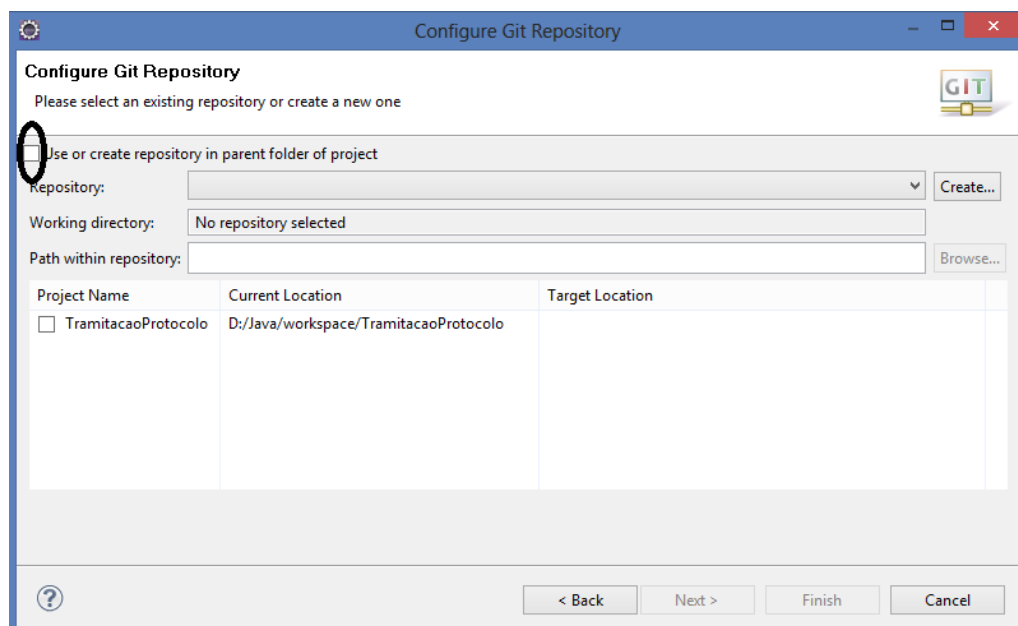 Configure Git Repository
Configure Git Repository
Please select an existing repository or create a new one
GIT
Use or create repository in parent folder of project
Repository: Create...
Working directory: No repository selected
Path within repository: Browse...
Project Name Current Location Target Location
TramitacaoProtocolo D:/Java/workspace/TramitacaoProtocolo
? < Back Next > Finish Cancel